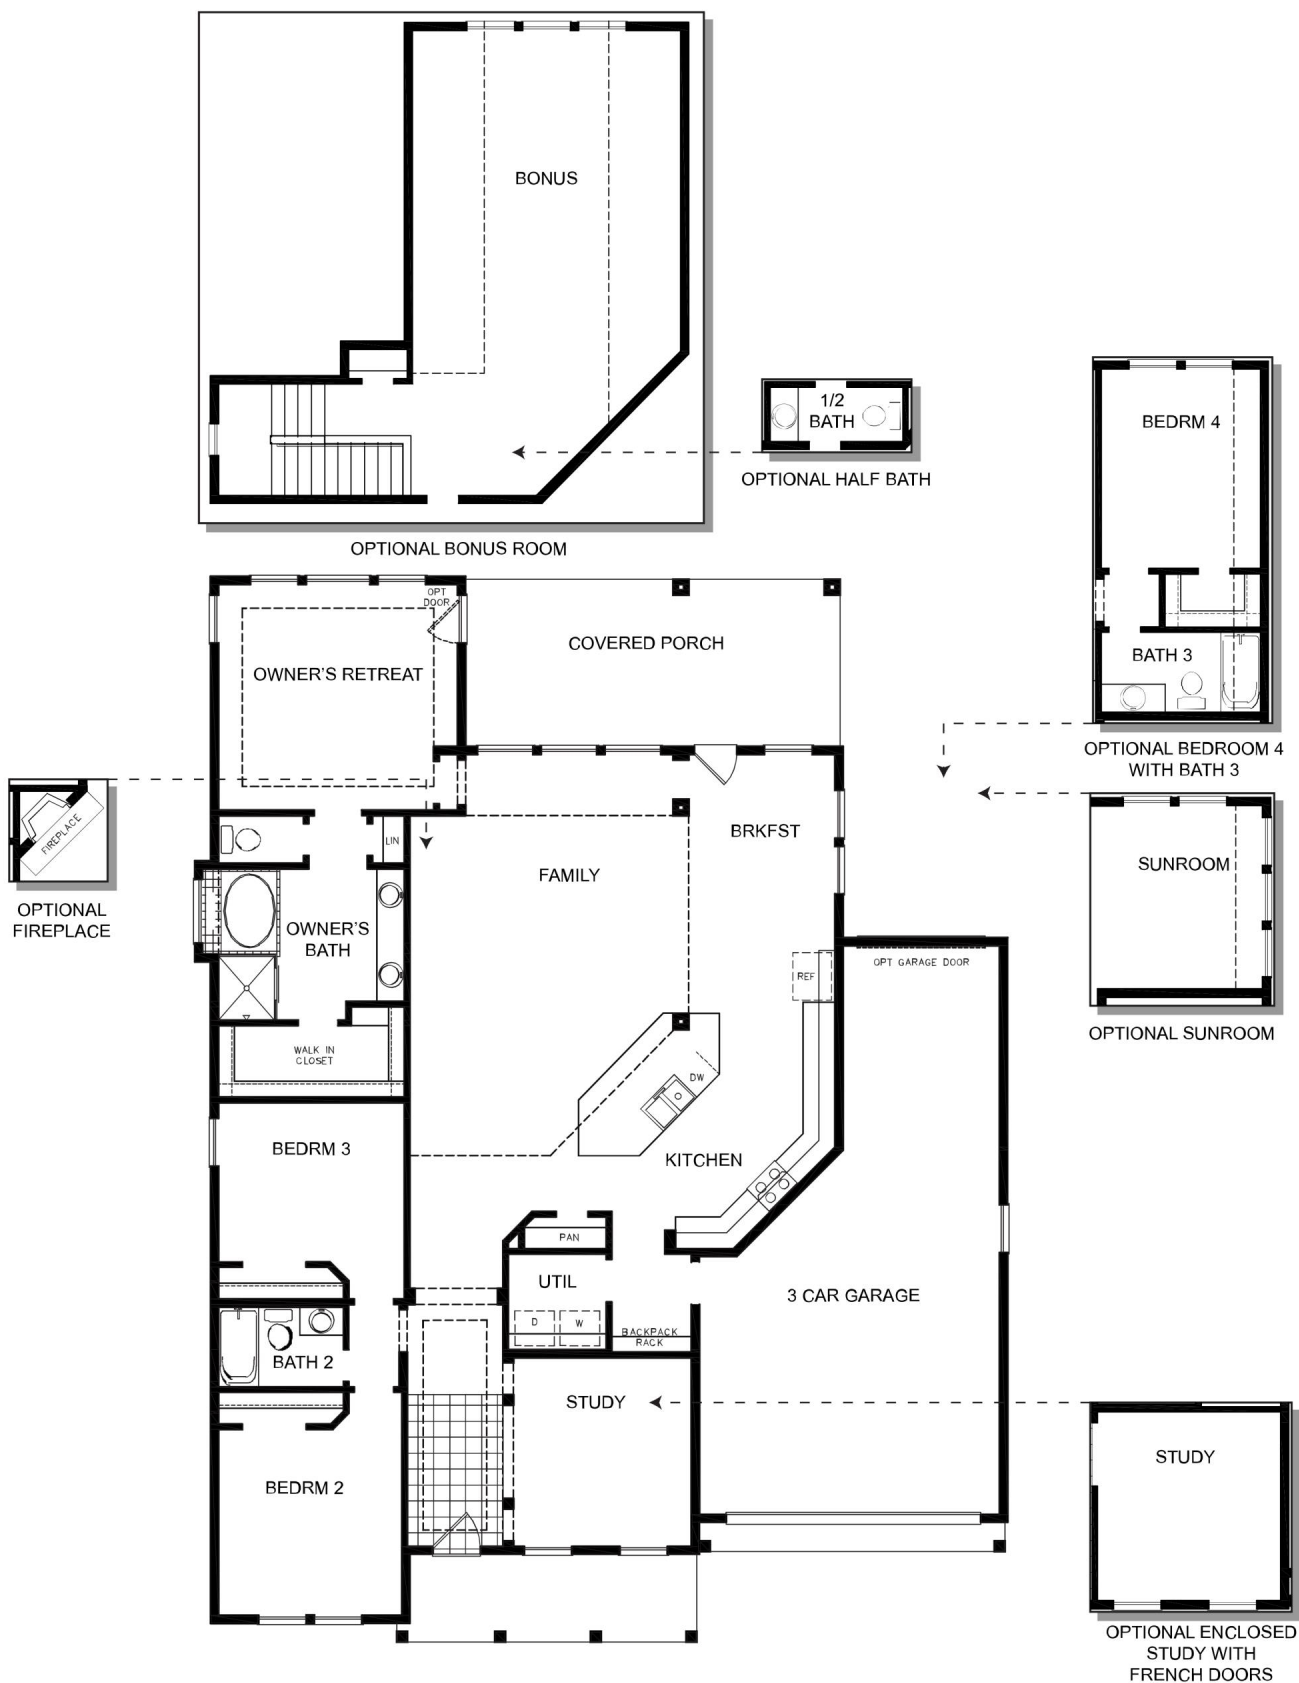 BONUS
1/2
BATH
OPTIONAL HALF BATH
OPTIONAL BONUS ROOM
BEDRM 4
BATH 3
OPTIONAL BEDROOM 4
WITH BATH 3
OPT
DOOR
OWNER'S RETREAT
COVERED PORCH
FIREPLACE
OPTIONAL
FIREPLACE
LIN
BRKFST
FAMILY
OWNER'S
BATH
SUNROOM
OPTIONAL SUNROOM
OPT GARAGE DOOR
REF
WALK IN
CLOSET
DW
BEDRM 3
KITCHEN
PAN
UTIL
D
W
BACKPACK
RACK
3 CAR GARAGE
BATH 2
STUDY
BEDRM 2
STUDY
OPTIONAL ENCLOSED
STUDY WITH
FRENCH DOORS